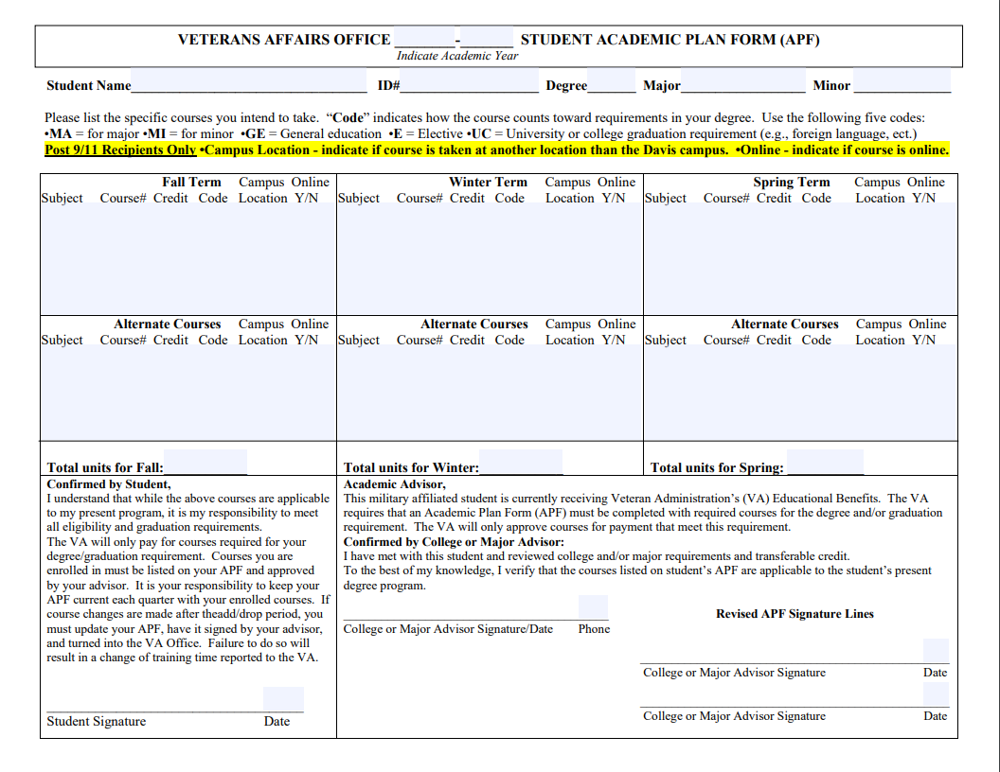 VETERANS AFFAIRS OFFICE ________-_______ STUDENT ACADEMIC PLAN FORM (APF)
Indicate Academic Year
Student Name ID# Degree Major Minor
Please list the specific courses you intend to take. “Code” indicates how the course counts toward requirements in your degree. Use the following five codes:
•MA = for major •MI = for minor •GE = General education •E = Elective •UC = University or college graduation requirement (e.g., foreign language, ect.)
Post 9/11 Recipients Only •Campus Location - indicate if course is taken at another location than the Davis campus. •Online - indicate if course is online.
Fall Term Campus Online
Subject Course# Credit Code Location Y/N
Winter Term Campus Online
Subject Course# Credit Code Location Y/N
Spring Term Campus Online
Subject Course# Credit Code Location Y/N
Alternate Courses Campus Online
Subject Course# Credit Code Location Y/N
Alternate Courses Campus Online
Subject Course# Credit Code Location Y/N
Alternate Courses Campus Online
Subject Course# Credit Code Location Y/N
Total units for Fall:
Total units for Winter:
Total units for Spring:
Confirmed by Student,
I understand that while the above courses are applicable
to my present program, it is my responsibility to meet
all eligibility and graduation requirements.
The VA will only pay for courses required for your
degree/graduation requirement. Courses you are
enrolled in must be listed on your APF and approved
by your advisor. It is your responsibility to keep your
APF current each quarter with your enrolled courses. If
course changes are made after theadd/drop period, you
must update your APF, have it signed by your advisor,
and turned into the VA Office. Failure to do so will
result in a change of training time reported to the VA.
Student Signature Date
Academic Advisor,
This military affiliated student is currently receiving Veteran Administration’s (VA) Educational Benefits. The VA
requires that an Academic Plan Form (APF) must be completed with required courses for the degree and/or graduation
requirement. The VA will only approve courses for payment that meet this requirement.
Confirmed by College or Major Advisor:
I have met with this student and reviewed college and/or major requirements and transferable credit.
To the best of my knowledge, I verify that the courses listed on student’s APF are applicable to the student’s present
degree program.
College or Major Advisor Signature/Date Phone
Revised APF Signature Lines
College or Major Advisor Signature Date
College or Major Advisor Signature Date